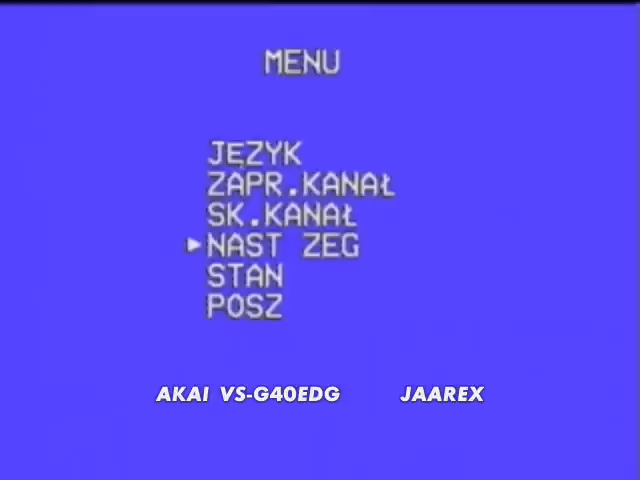 MENU
JĘZYK
ZAPR.KANAŁ
SK.KANAŁ
►NAST ZEG
STAN
POSZ
AKAI VS-G40EDG JAAREX